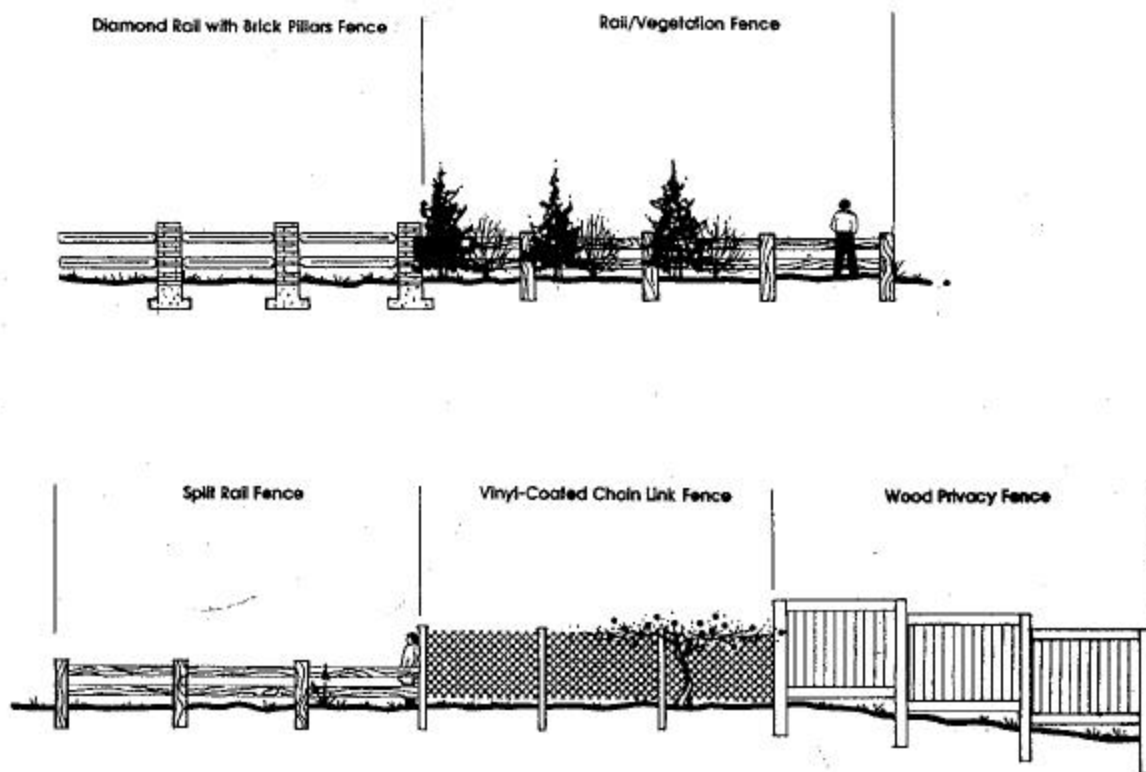 Diamond Rail with Brick Pillars Fence
Rail/Vegetation Fence
Split Rail Fence
Vinyl-Coated Chain Link Fence
Wood Privacy Fence